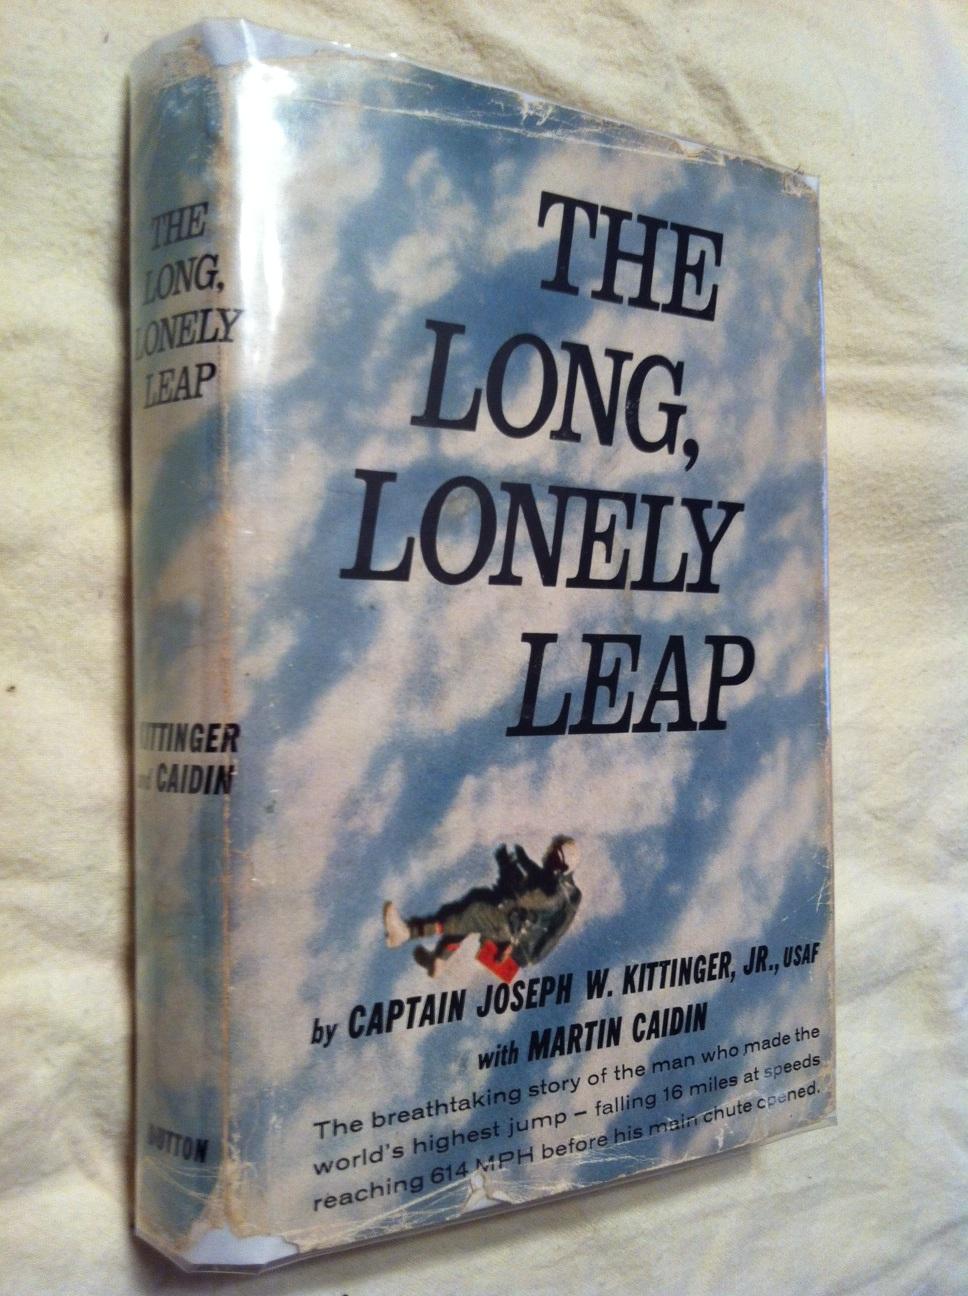 THE
LONG,
LONELY
LEAP
KITTINGER
and CAIDIN
DUTTON
THE
LONG,
LONELY
LEAP
by CAPTAIN JOSEPH W. KITTINGER, JR., USAF
with MARTIN CAIDIN
The breathtaking story of the man who made the
world's highest jump – falling 16 miles at speeds
reaching 614 MPH before his main chute opened.